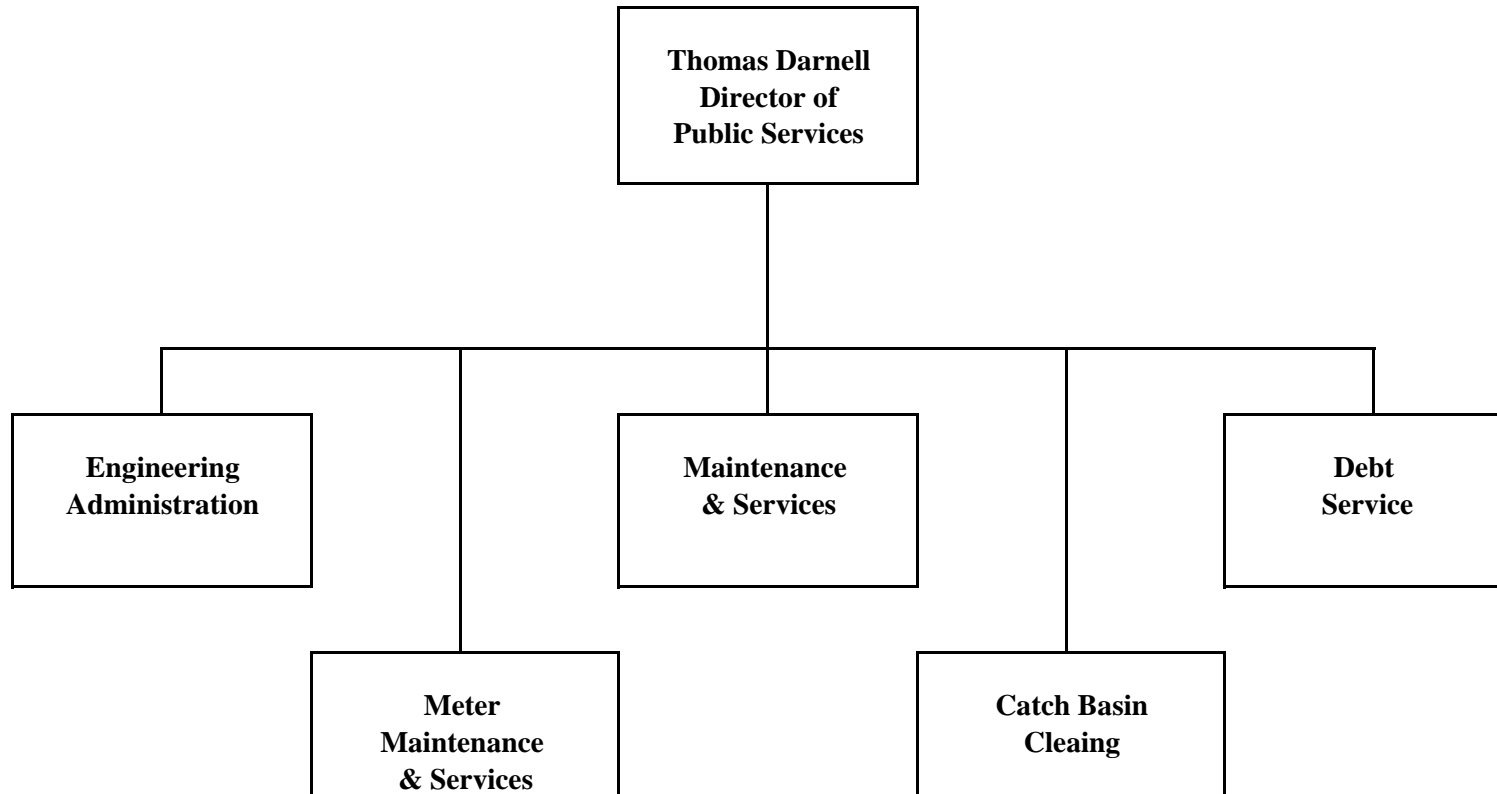 Thomas Darnell
Director of
Public Services
Engineering
Administration
Maintenance
& Services
Debt
Service
Meter
Maintenance
& Services
Catch Basin
Cleaing